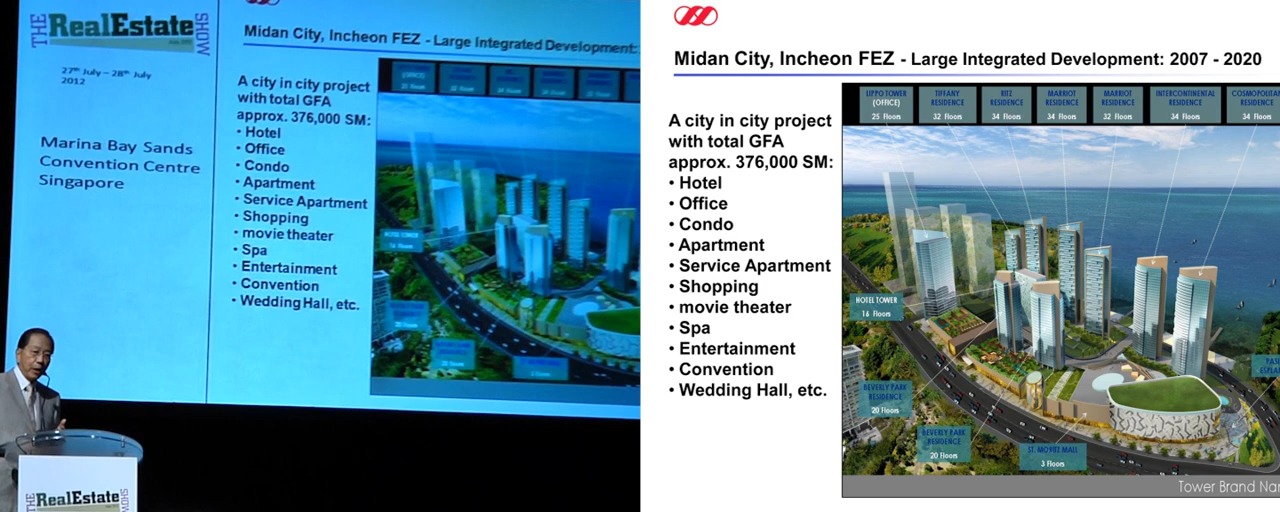 THE
RealEstate
SHOW
27th July – 28th July
2012
Marina Bay Sands
Convention Centre
Singapore
Midan City, Incheon FEZ - Large Integrated Development:
A city in city project
with total GFA
approx. 376,000 SM:
• Hotel
• Office
• Condo
• Apartment
• Service Apartment
• Shopping
• movie theater
• Spa
• Entertainment
• Convention
• Wedding Hall, etc.
(OFFICE)
HOTEL TOWER
16 Floors
THE
RealEstate
SHOW
Midan City, Incheon FEZ - Large Integrated Development: 2007 - 2020
A city in city project
with total GFA
approx. 376,000 SM:
• Hotel
• Office
• Condo
• Apartment
• Service Apartment
• Shopping
• movie theater
• Spa
• Entertainment
• Convention
• Wedding Hall, etc.
LIPPO TOWER
(OFFICE)
25 Floors
TIFFANY
RESIDENCE
32 Floors
RITZ
RESIDENCE
34 Floors
MARRIOT
RESIDENCE
34 Floors
MARRIOT
RESIDENCE
32 Floors
INTERCONTINENTAL
RESIDENCE
34 Floors
COSMOPOLITAN
RESIDENCE
34 Floors
HOTEL TOWER
16 Floors
BEVERLY PARK
RESIDENCE
20 Floors
BEVERLY PARK
RESIDENCE
20 Floors
ST. MORITZ MALL
3 Floors
Tower Brand Nam